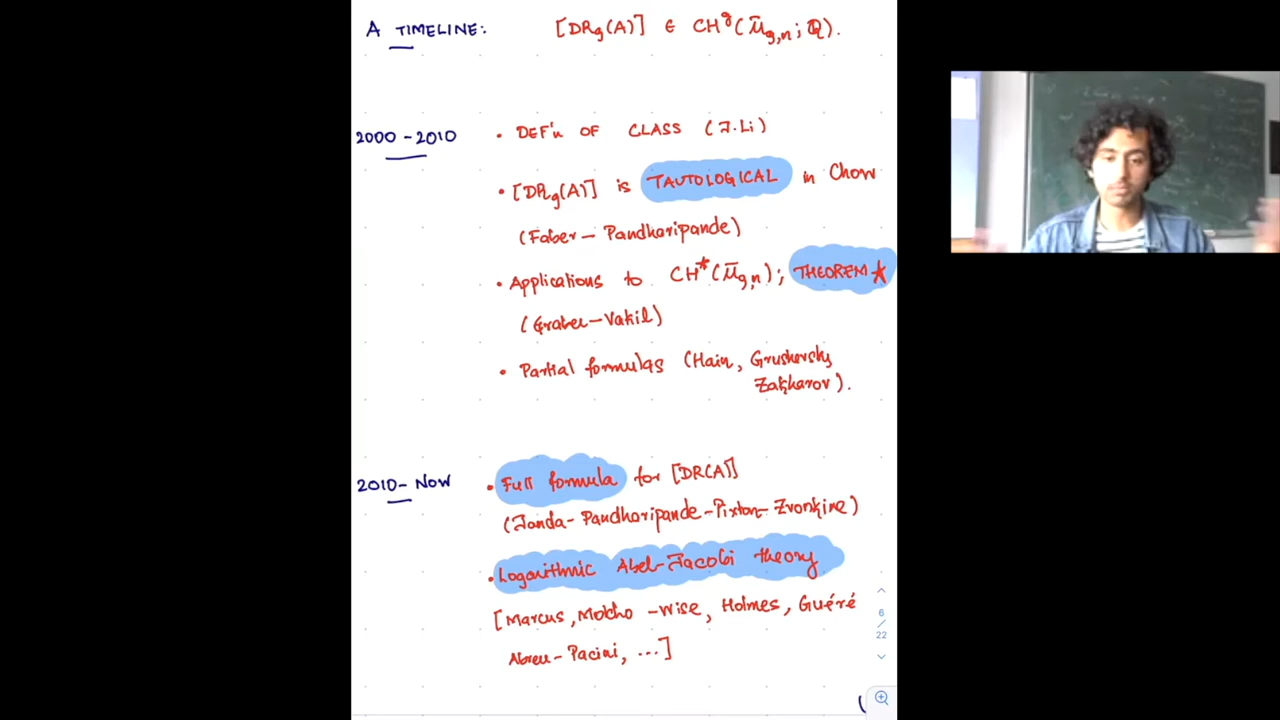 A TIMELINE: [DRg(A)] ∈ CH^g(M̄g,n; Q).
2000-2010 • DEF'n OF CLASS (J. Li)
• [DRg(A)] is TAUTOLOGICAL in Chow
(Faber - Pandharipande)
• Applications to CH*(M̄g,n); THEOREM ★
(Graber-Vakil)
• Partial formulas (Hain, Grushevsky
Zakharov).
2010- Now • Full formula for [DR(A)]
(Janda- Pandharipande-Pixton- Zvonkine)
• Logarithmic Abel-Jacobi theory
[Marcus, Molcho -Wise, Holmes, Guéré
Abreu- Pacini, ...]
6
/
22